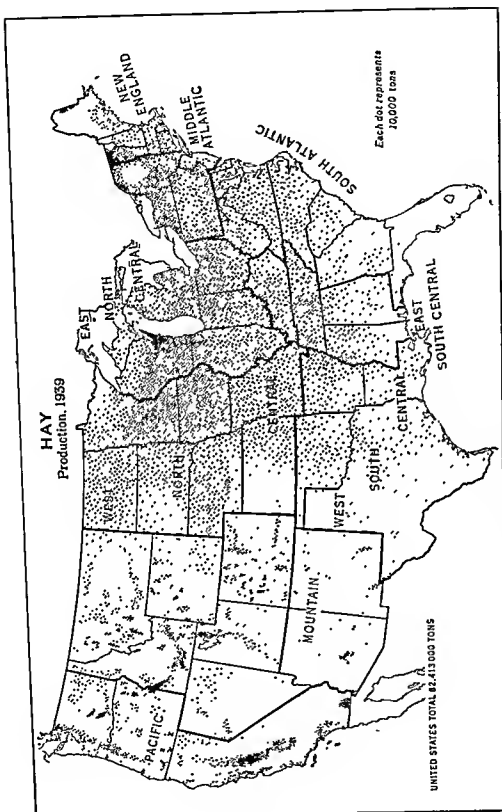 HAY
Production, 1939
NEW
ENGLAND
MIDDLE
ATLANTIC
EAST
NORTH
CENTRAL
WEST
NORTH
CENTRAL
SOUTH ATLANTIC
Each dot represents
10,000 tons
PACIFIC
MOUNTAIN
WEST
SOUTH
CENTRAL
EAST
SOUTH CENTRAL
UNITED STATES TOTAL 82,413,000 TONS